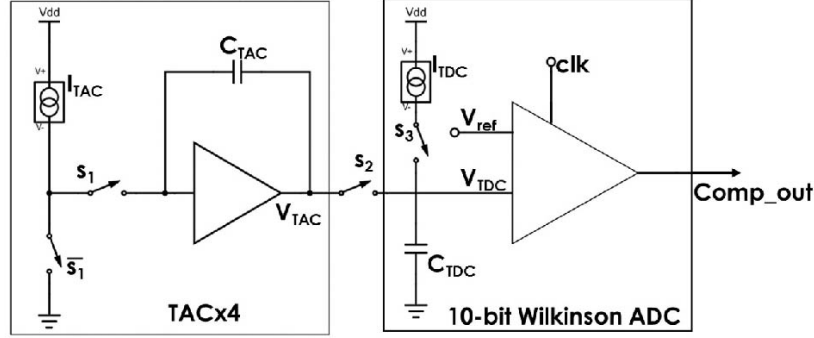 Vdd
V+
I_TAC
V-
S_1
S̅_1
C_TAC
V_TAC
TACx4
S_2
Vdd
V+
I_TDC
V-
S_3
V_ref
clk
V_TDC
C_TDC
Comp_out
10-bit Wilkinson ADC